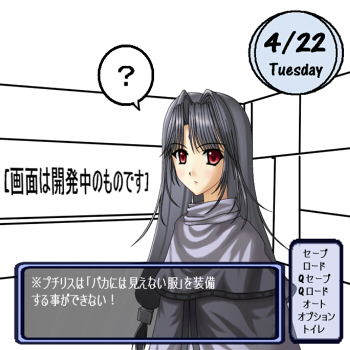 4/22
Tuesday
?
[画面は開発中のものです]
※プチリスは「バカには見えない服」を装備
する事ができない！
セーブ
ロード
Qセーブ
Qロード
オート
オプション
トイレ